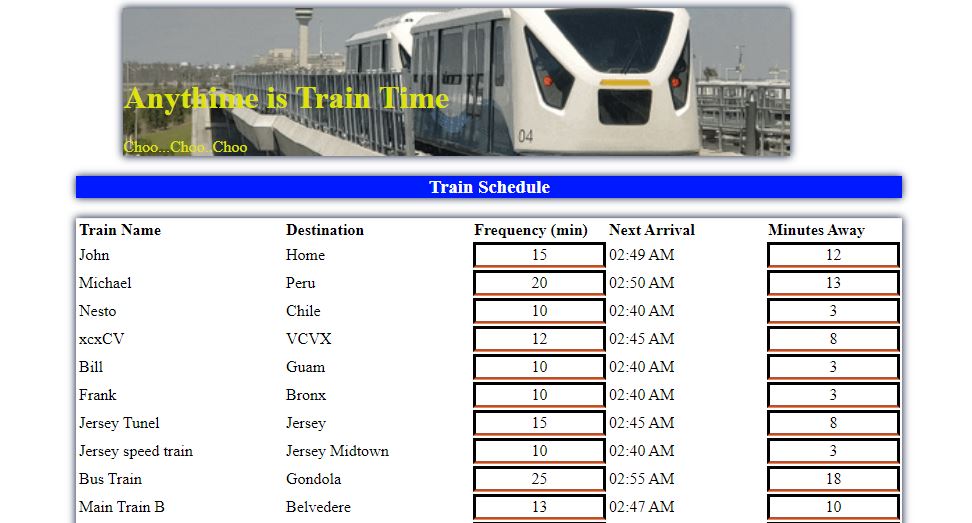 Anythime is Train Time
04
Choo...Choo..Choo
Train Schedule
Train Name Destination Frequency (min) Next Arrival Minutes Away
John Home 15 02:49 AM 12
Michael Peru 20 02:50 AM 13
Nesto Chile 10 02:40 AM 3
xcxCV VCVX 12 02:45 AM 8
Bill Guam 10 02:40 AM 3
Frank Bronx 10 02:40 AM 3
Jersey Tunel Jersey 15 02:45 AM 8
Jersey speed train Jersey Midtown 10 02:40 AM 3
Bus Train Gondola 25 02:55 AM 18
Main Train B Belvedere 13 02:47 AM 10